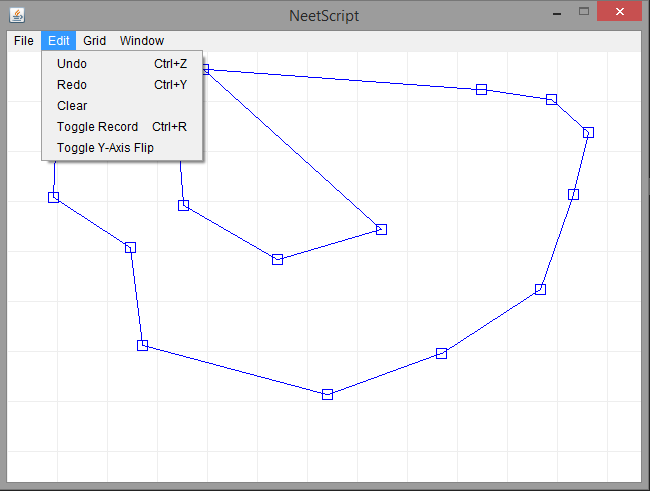 NeetScript
File Edit Grid Window
Undo Ctrl+Z
Redo Ctrl+Y
Clear
Toggle Record Ctrl+R
Toggle Y-Axis Flip